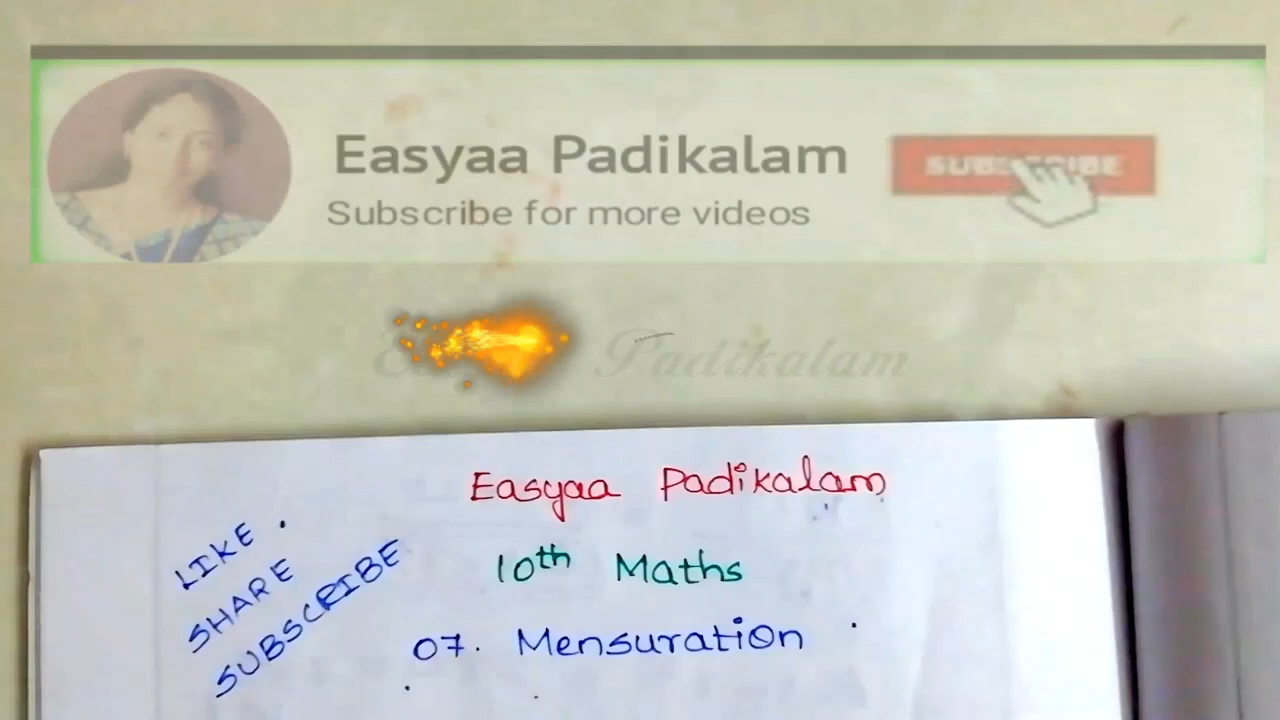 Easyaa Padikalam
Subscribe for more videos
SUBSCRIBE
Padikalam
Easyaa Padikalam
10th Maths
07. Mensuration
LIKE
SHARE
SUBSCRIBE